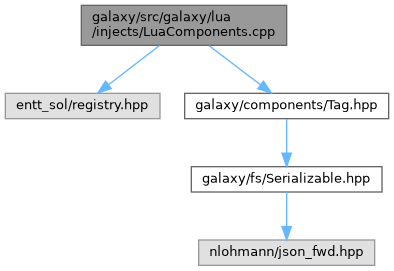 galaxy/src/galaxy/lua
/injects/LuaComponents.cpp
entt_sol/registry.hpp
galaxy/components/Tag.hpp
galaxy/fs/Serializable.hpp
nlohmann/json_fwd.hpp